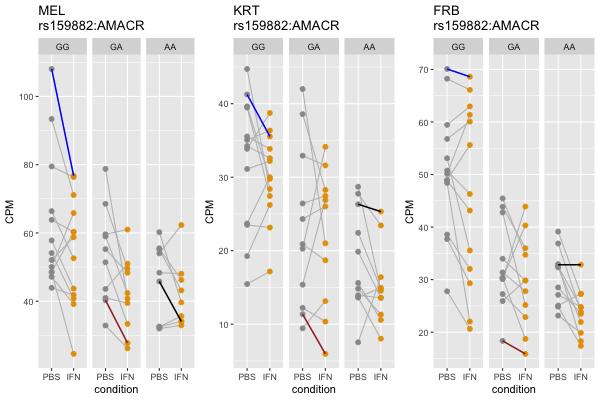 MEL
rs159882:AMACR
GG GA AA
CPM
100
80
60
40
PBS IFN PBS IFN PBS IFN
condition
KRT
rs159882:AMACR
GG GA AA
CPM
40
30
20
10
PBS IFN PBS IFN PBS IFN
condition
FRB
rs159882:AMACR
GG GA AA
CPM
70
60
50
40
30
20
PBS IFN PBS IFN PBS IFN
condition